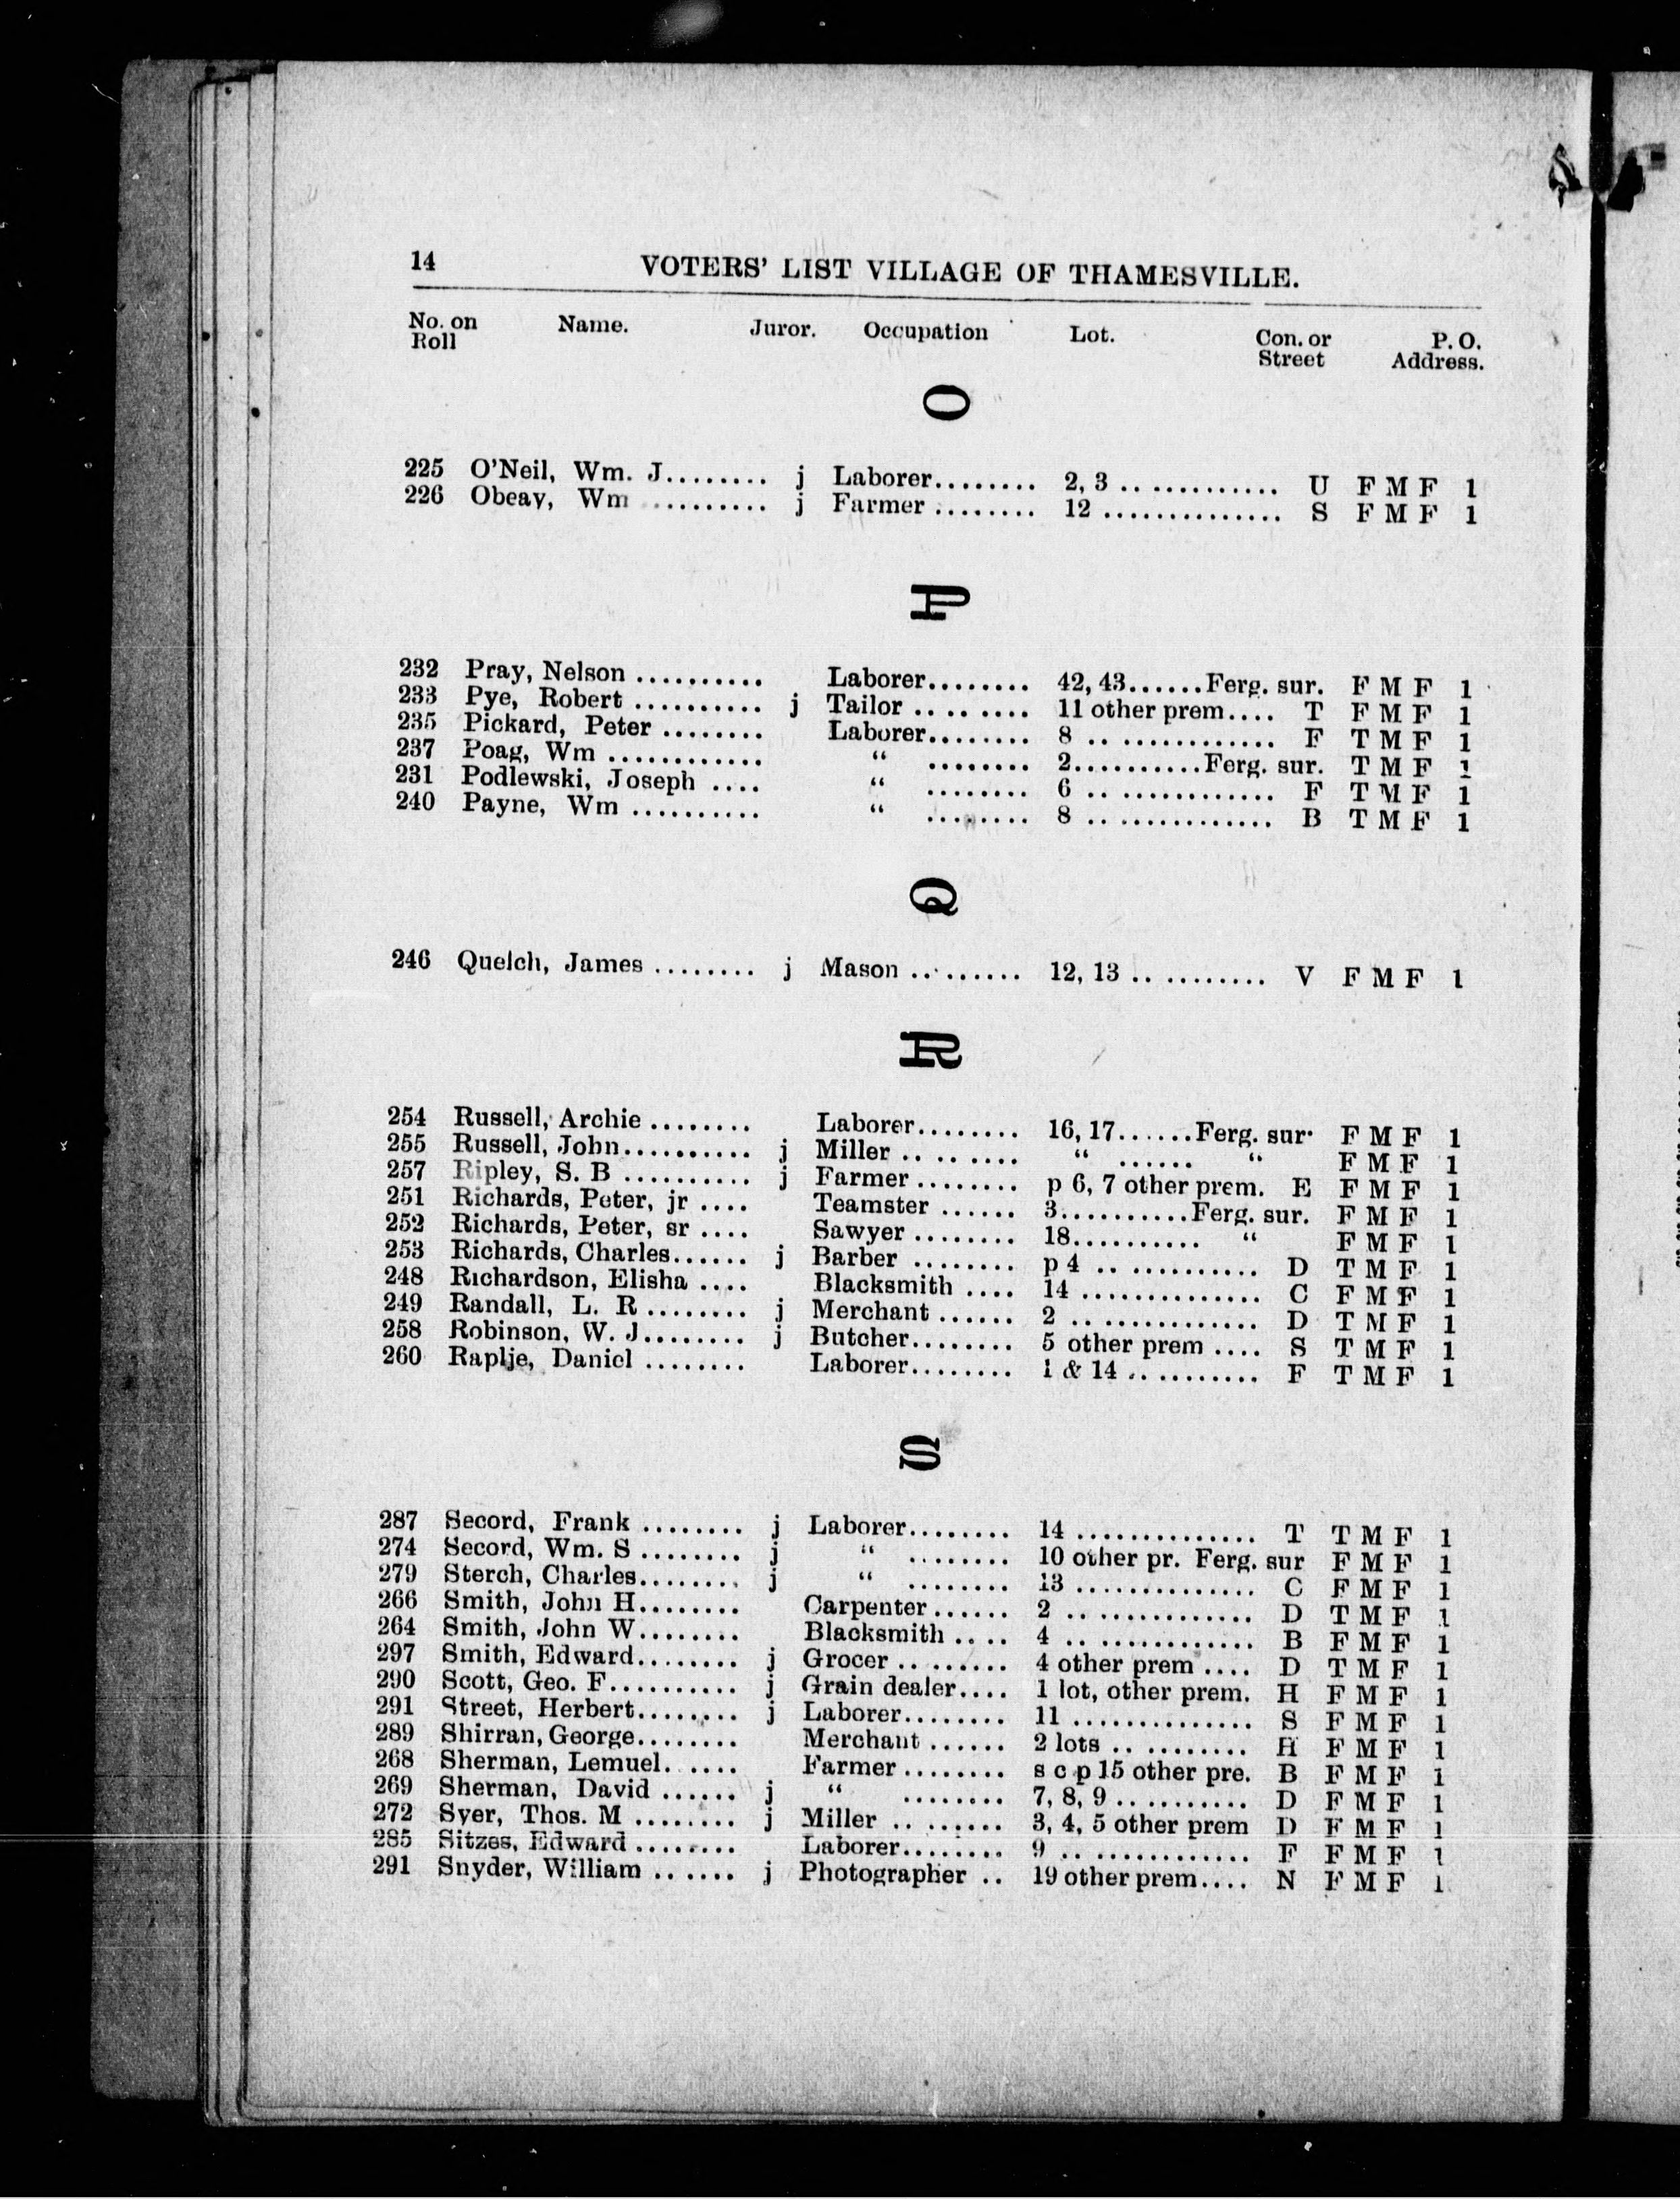 14 VOTERS' LIST VILLAGE OF THAMESVILLE.
No. on Roll Name. Juror. Occupation Lot. Con. or Street P. O. Address.
O
225 O'Neil, Wm. J........ j Laborer........ 2, 3 .............. U F M F 1
226 Obeay, Wm .......... j Farmer ........ 12 ............... S F M F 1
P
232 Pray, Nelson .......... Laborer........ 42, 43......Ferg. sur. F M F 1
233 Pye, Robert .......... j Tailor ......... 11 other prem.... T F M F 1
235 Pickard, Peter ........ Laborer........ 8 ............... F T M F 1
237 Poag, Wm ............ “ ........ 2...........Ferg. sur. T M F 1
231 Podlewski, Joseph .... “ ........ 6 ............... F T M F 1
240 Payne, Wm .......... “ ........ 8 ............... B T M F 1
Q
246 Quelch, James ........ j Mason ......... 12, 13 ............ V F M F 1
R
254 Russell, Archie ........ Laborer........ 16, 17......Ferg. sur. F M F 1
255 Russell, John.......... j Miller ......... “ ...... “ F M F 1
257 Ripley, S. B .......... j Farmer ........ p 6, 7 other prem. E F M F 1
251 Richards, Peter, jr .... Teamster ...... 3..........Ferg. sur. F M F 1
252 Richards, Peter, sr .... Sawyer ........ 18.......... “ F M F 1
253 Richards, Charles...... j Barber ........ p 4 ............. D T M F 1
248 Richardson, Elisha .... Blacksmith .... 14 .............. C F M F 1
249 Randall, L. R ........ j Merchant ...... 2 ............... D T M F 1
258 Robinson, W. J........ j Butcher........ 5 other prem .... S T M F 1
260 Raplje, Daniel ........ Laborer........ 1 & 14 ........... F T M F 1
S
287 Secord, Frank ........ j Laborer........ 14 .............. T T M F 1
274 Secord, Wm. S ........ j “ ........ 10 other pr. Ferg. sur F M F 1
279 Sterch, Charles........ j “ ........ 13 .............. C F M F 1
266 Smith, John H........ Carpenter ...... 2 ............... D T M F 1
264 Smith, John W........ Blacksmith .... 4 ............... B F M F 1
297 Smith, Edward........ j Grocer ......... 4 other prem .... D T M F 1
290 Scott, Geo. F.......... j Grain dealer.... 1 lot, other prem. H F M F 1
291 Street, Herbert........ j Laborer........ 11 .............. S F M F 1
289 Shirran, George........ Merchant ...... 2 lots ........... H F M F 1
268 Sherman, Lemuel...... Farmer ........ s c p 15 other pre. B F M F 1
269 Sherman, David ...... j “ ........ 7, 8, 9 ........... D F M F 1
272 Syer, Thos. M ........ j Miller ......... 3, 4, 5 other prem D F M F 1
285 Sitzes, Edward ........ Laborer........ 9 ............... F F M F 1
291 Snyder, William ...... j Photographer .. 19 other prem.... N F M F 1